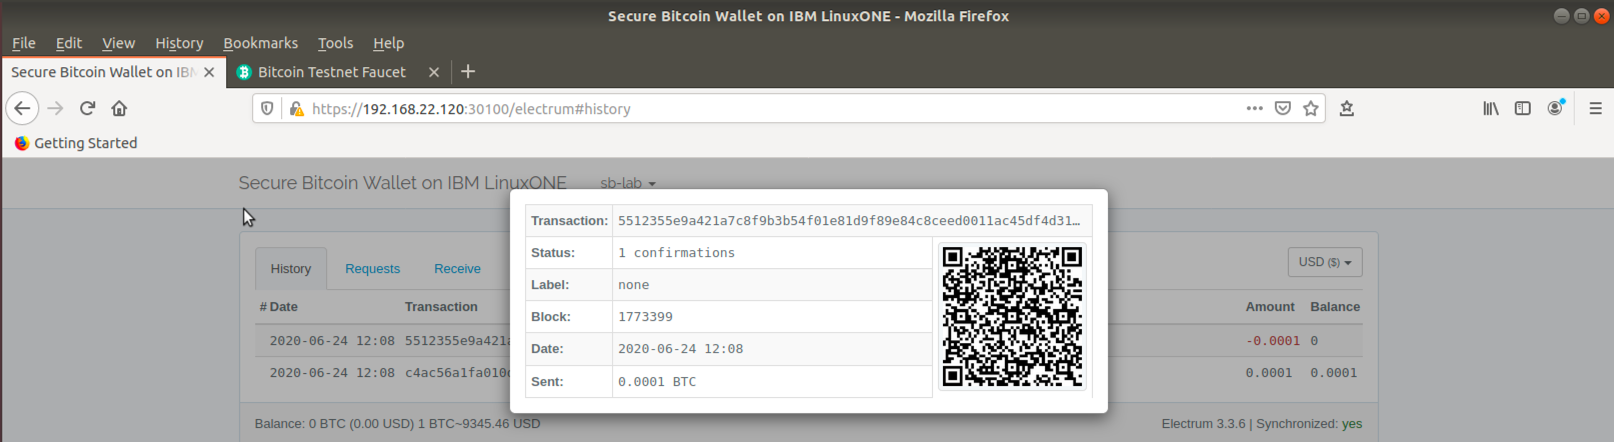 Secure Bitcoin Wallet on IBM LinuxONE - Mozilla Firefox
File Edit View History Bookmarks Tools Help
Secure Bitcoin Wallet on IBM Bitcoin Testnet Faucet
https://192.168.22.120:30100/electrum#history
Getting Started
Secure Bitcoin Wallet on IBM LinuxONE sb-lab
Transaction: 5512355e9a421a7c8f9b3b54f01e81d9f89e84c8ceed0011ac45df4d31…
Status: 1 confirmations
Label: none
Block: 1773399
Date: 2020-06-24 12:08
Sent: 0.0001 BTC
History Requests Receive USD ($)
# Date Transaction Amount Balance
2020-06-24 12:08 5512355e9a421a -0.0001 0
2020-06-24 12:08 c4ac56a1fa010 0.0001 0.0001
Balance: 0 BTC (0.00 USD) 1 BTC~9345.46 USD Electrum 3.3.6 | Synchronized: yes